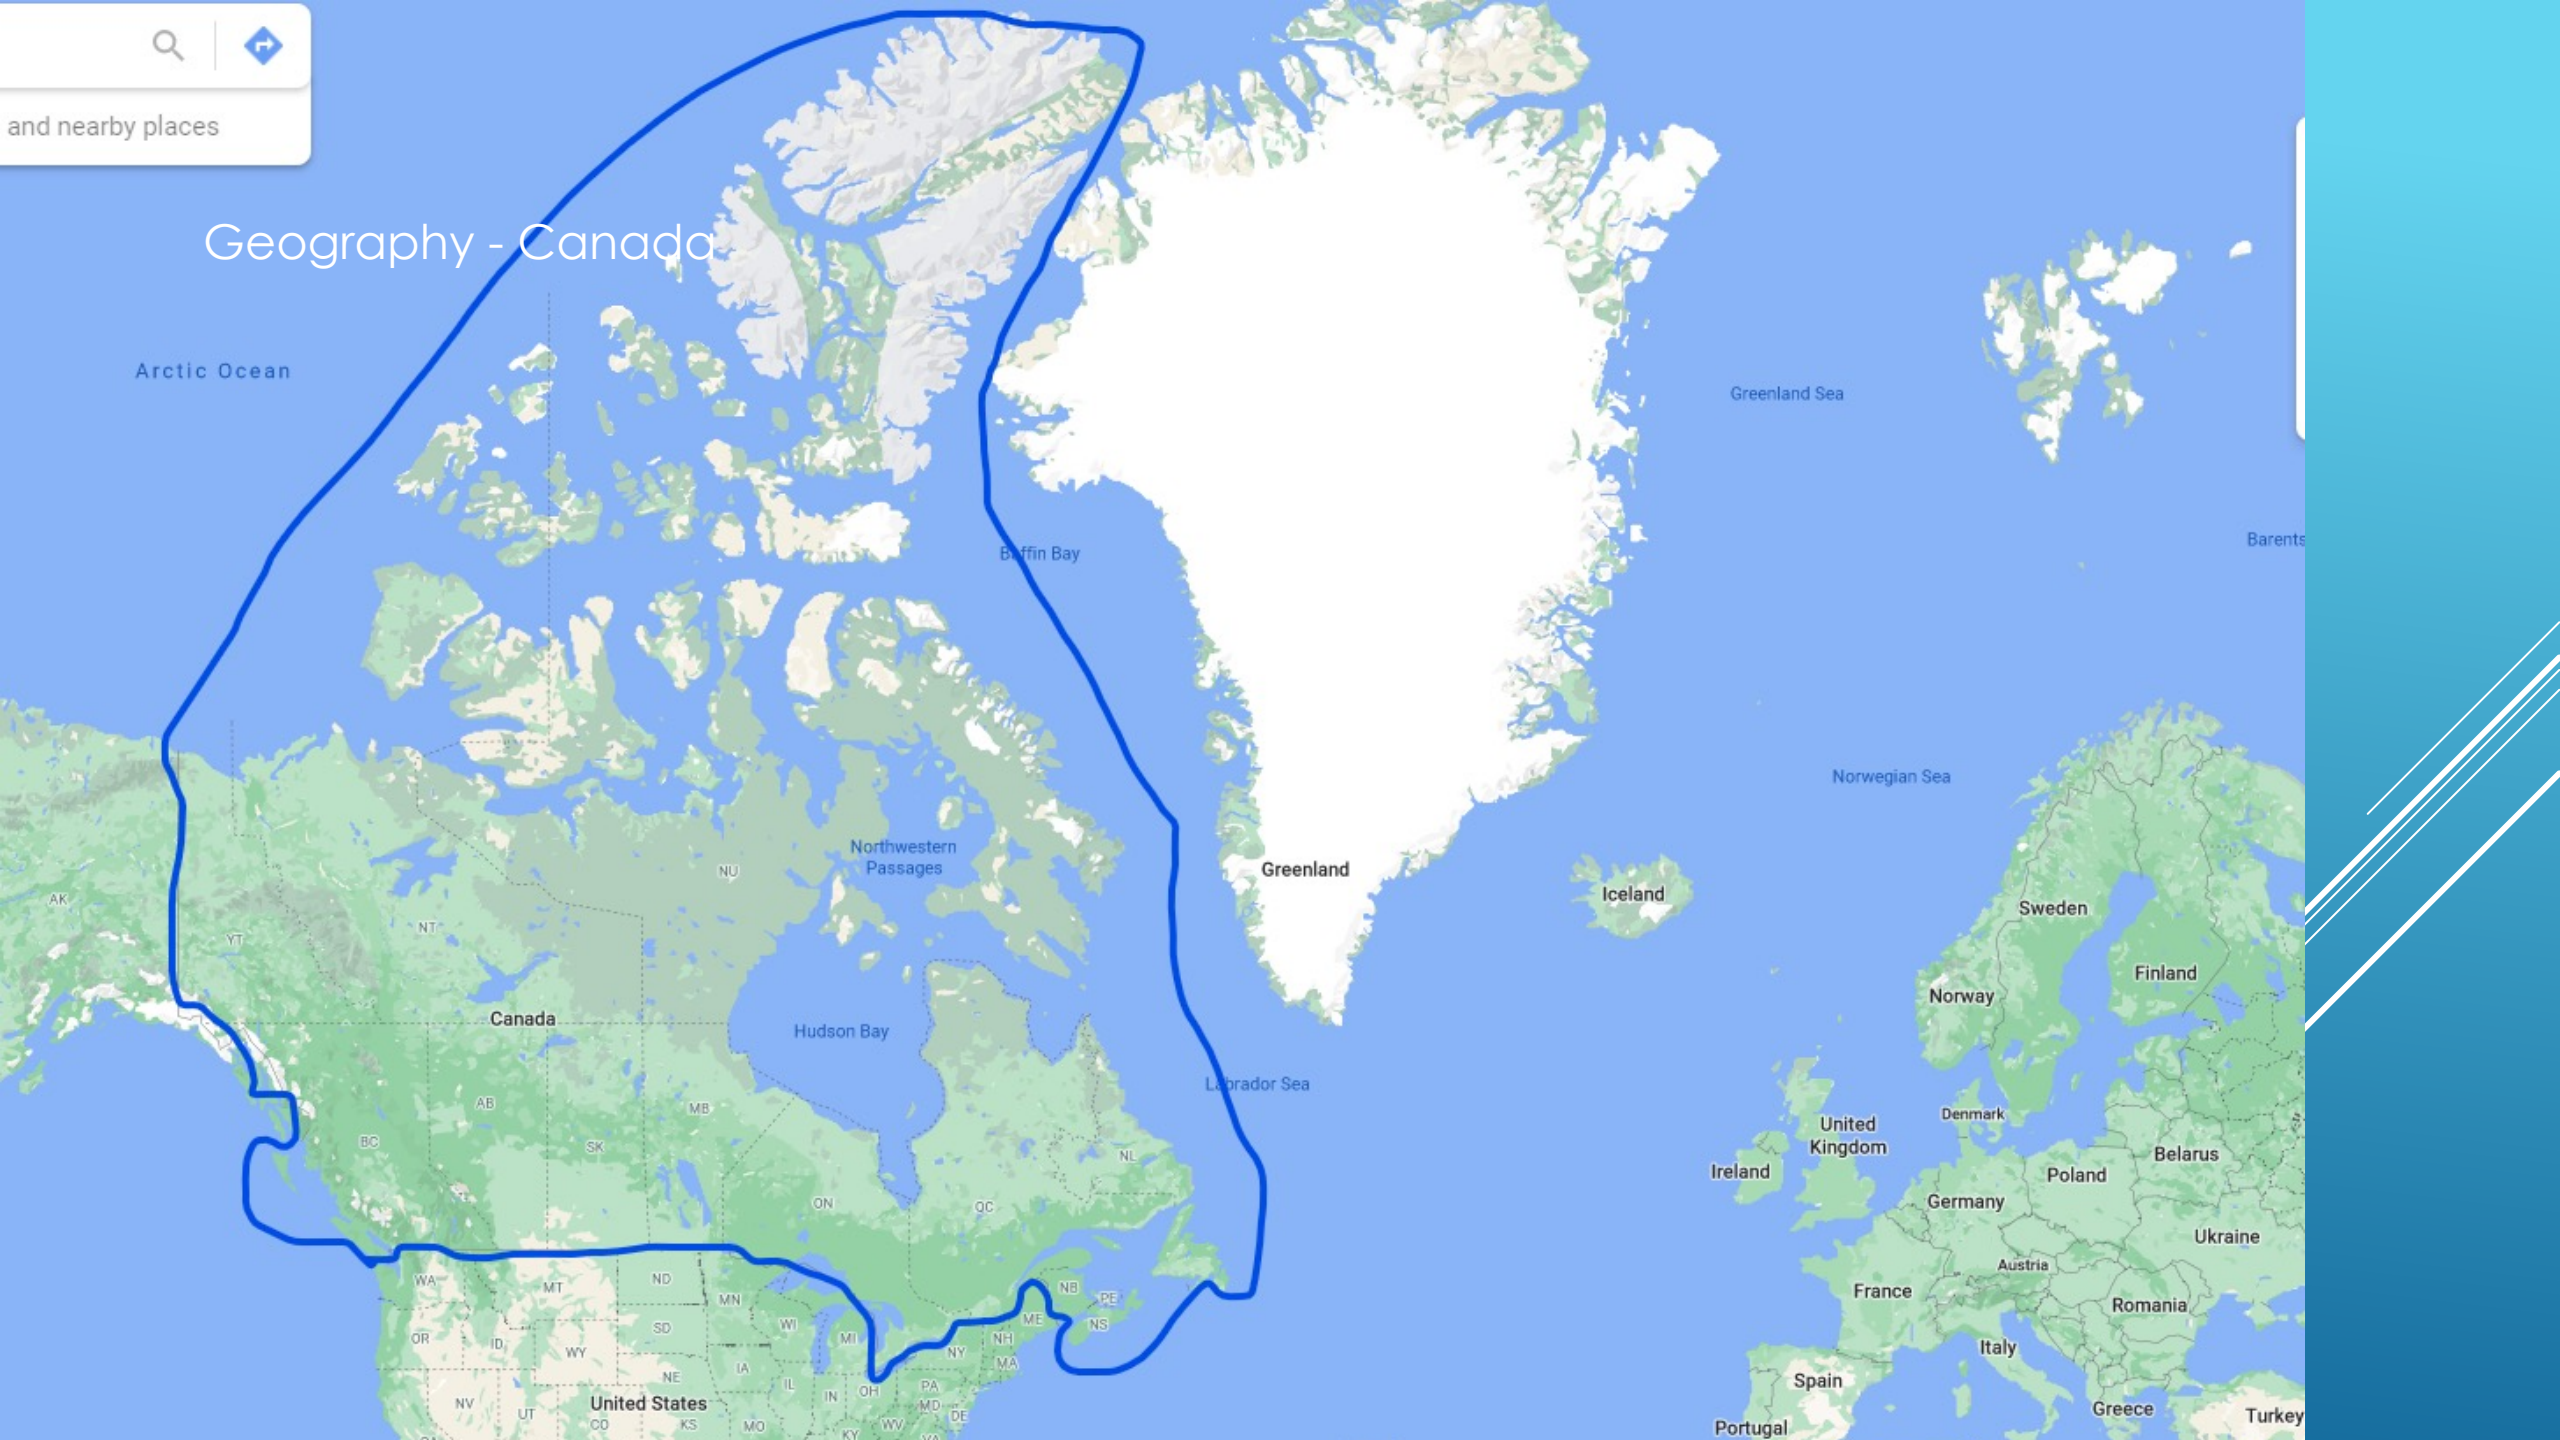 and nearby places
Geography - Canada
Arctic Ocean
Greenland Sea
Baffin Bay
Barents
Norwegian Sea
Northwestern
Passages
NU
Greenland
Iceland
AK
NT
YT
Sweden
Finland
Norway
Canada
Hudson Bay
Labrador Sea
AB
MB
BC
SK
NL
ON
QC
Denmark
United
Kingdom
Ireland
Belarus
Poland
Germany
Ukraine
Austria
France
Romania
Italy
Spain
Greece
Turkey
Portugal
WA
MT
ND
MN
NB
PE
NS
ME
OR
ID
SD
WI
MI
NH
WY
NY
MA
IA
NE
IL
IN
OH
PA
NV
UT
United States
CO
KS
MO
KY
WV
MD
DE
VA